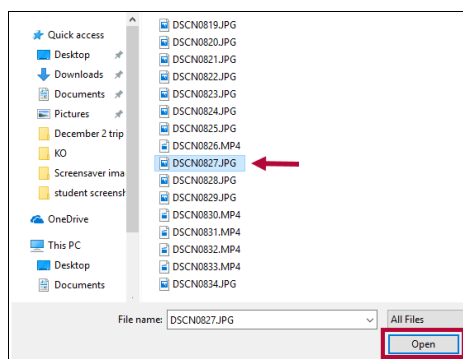 Quick access
Desktop
Downloads
Documents
Pictures
December 2 trip
KO
Screensaver ima
student screensh
OneDrive
This PC
Desktop
Documents
DSCN0819.JPG
DSCN0820.JPG
DSCN0821.JPG
DSCN0822.JPG
DSCN0823.JPG
DSCN0824.JPG
DSCN0825.JPG
DSCN0826.MP4
DSCN0827.JPG
DSCN0828.JPG
DSCN0829.JPG
DSCN0830.MP4
DSCN0831.MP4
DSCN0832.MP4
DSCN0833.MP4
DSCN0834.JPG
File name: DSCN0827.JPG
All Files
Open